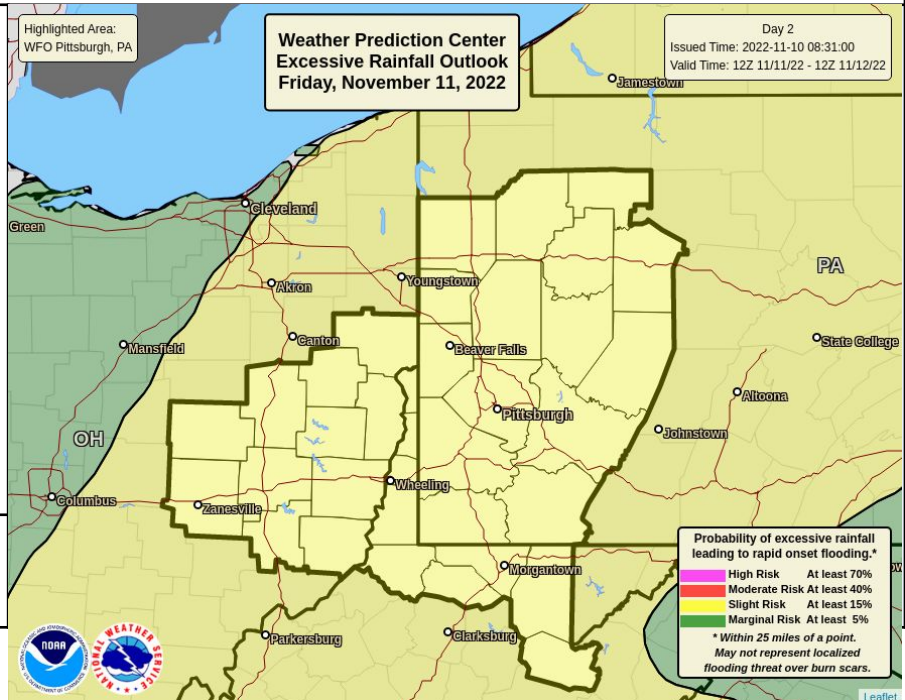 Highlighted Area:
WFO Pittsburgh, PA
Weather Prediction Center
Excessive Rainfall Outlook
Friday, November 11, 2022
Day 2
Issued Time: 2022-11-10 08:31:00
Valid Time: 12Z 11/11/22 - 12Z 11/12/22
Jamestown
Cleveland
Green
PA
Akron
Youngstown
Mansfield
Canton
Beaver Falls
State College
Altoona
Pittsburgh
OH
Johnstown
Columbus
Wheeling
Zanesville
Morgantown
Parkersburg
Clarksburg
Probability of excessive rainfall
leading to rapid onset flooding.*
High Risk At least 70%
Moderate Risk At least 40%
Slight Risk At least 15%
Marginal Risk At least 5%
* Within 25 miles of a point.
May not represent localized
flooding threat over burn scars.
NOAA
NATIONAL WEATHER SERVICE
Leaflet